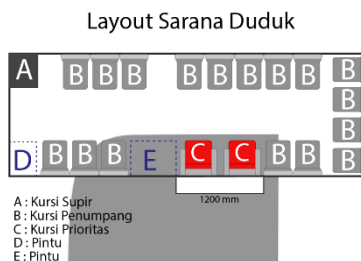 Layout Sarana Duduk
A B B B B B B B B B
B
B
D B B B E C C B B B
1200 mm
A : Kursi Supir
B : Kursi Penumpang
C : Kursi Prioritas
D : Pintu
E : Pintu